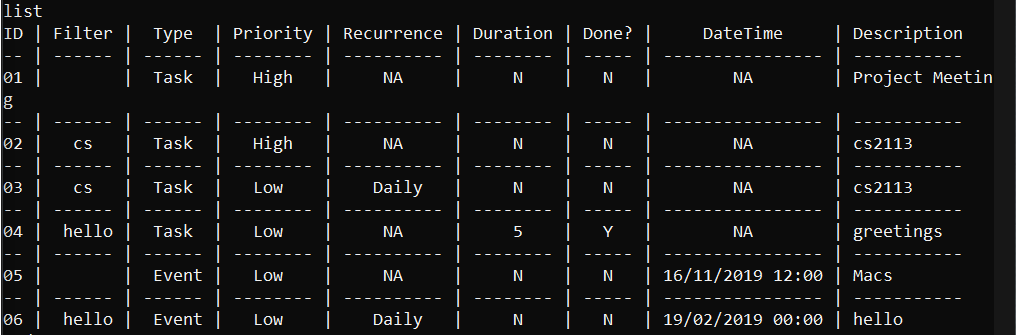 list
ID | Filter |  Type  | Priority | Recurrence | Duration | Done? |     DateTime     | Description
-- | ------ | ------ | -------- | ---------- | -------- | ----- | ---------------- | -----------
01 |        |  Task  |   High   |     NA     |    N     |   N   |        NA        | Project Meetin
g
-- | ------ | ------ | -------- | ---------- | -------- | ----- | ---------------- | -----------
02 |   cs   |  Task  |   High   |     NA     |    N     |   N   |        NA        | cs2113
-- | ------ | ------ | -------- | ---------- | -------- | ----- | ---------------- | -----------
03 |   cs   |  Task  |   Low    |    Daily   |    N     |   N   |        NA        | cs2113
-- | ------ | ------ | -------- | ---------- | -------- | ----- | ---------------- | -----------
04 |  hello |  Task  |   Low    |     NA     |    5     |   Y   |        NA        | greetings
-- | ------ | ------ | -------- | ---------- | -------- | ----- | ---------------- | -----------
05 |        |  Event |   Low    |     NA     |    N     |   N   | 16/11/2019 12:00 | Macs
-- | ------ | ------ | -------- | ---------- | -------- | ----- | ---------------- | -----------
06 |  hello |  Event |   Low    |    Daily   |    N     |   N   | 19/02/2019 00:00 | hello